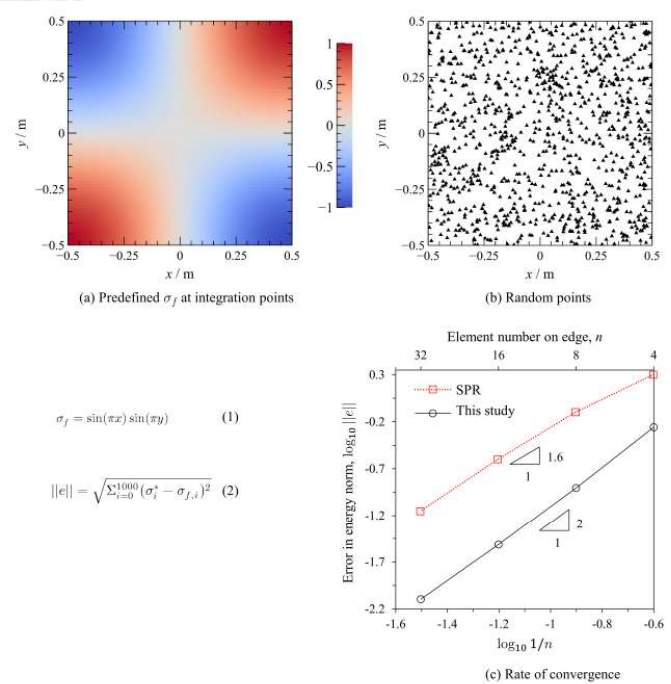 0.5
0.25
0
−0.25
−0.5
y / m
−0.5 −0.25 0 0.25 0.5
x / m
1
0.5
0
−0.5
−1
(a) Predefined σ_f at integration points
0.5
0.25
0
−0.25
−0.5
y / m
−0.5 −0.25 0 0.25 0.5
x / m
(b) Random points
σ_f = sin(πx) sin(πy) (1)
||e|| = √Σ_{i=0}^{1000}(σ_i^* − σ_{f,i})^2 (2)
Element number on edge, n
32 16 8 4
0.3
-0.2
-0.7
-1.2
-1.7
-2.2
Error in energy norm, log₁₀ ||e||
SPR
This study
1.6
1
2
1
-1.6 -1.4 -1.2 -1 -0.8 -0.6
log₁₀ 1/n
(c) Rate of convergence